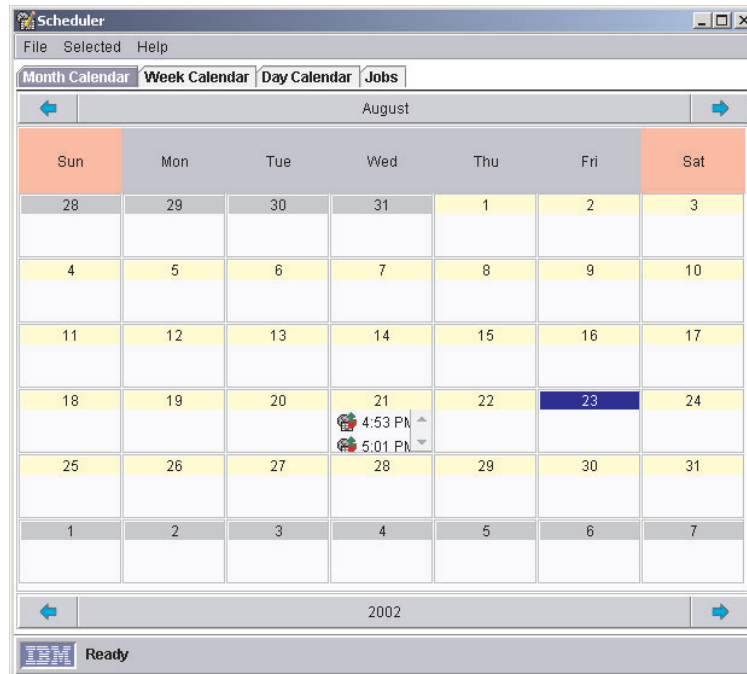 Scheduler
File Selected Help
Month Calendar Week Calendar Day Calendar Jobs
August
Sun Mon Tue Wed Thu Fri Sat
28 29 30 31 1 2 3
4 5 6 7 8 9 10
11 12 13 14 15 16 17
18 19 20 21 22 23 24
4:53 PM
5:01 PM
25 26 27 28 29 30 31
1 2 3 4 5 6 7
2002
IBM Ready